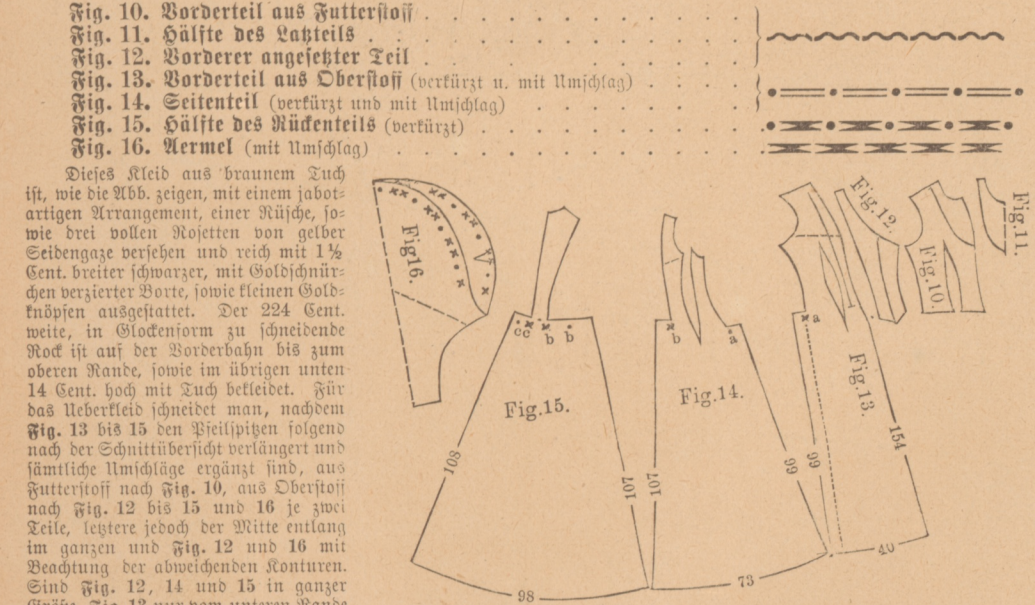 Fig. 10. Vorderteil aus Futterstoff
Fig. 11. Hälfte des Latzteils
Fig. 12. Vorderer angesetzter Teil
Fig. 13. Vorderteil aus Oberstoff (verkürzt u. mit Umschlag)
Fig. 14. Seitenteil (verkürzt und mit Umschlag)
Fig. 15. Hälfte des Rückenteils (verkürzt)
Fig. 16. Aermel (mit Umschlag)
Dieses Kleid aus braunem Tuch
ist, wie die Abb. zeigen, mit einem jabot-
artigen Arrangement, einer Rüsche, so-
wie drei vollen Rosetten von gelber
Seidengaze versehen und reich mit 1½
Cent. breiter schwarzer, mit Goldschnür-
chen verzierter Borte, sowie kleinen Gold-
knöpfen ausgestattet. Der 224 Cent.
weite, in Glockenform zu schneidende
Rock ist auf der Vorderbahn bis zum
oberen Rande, sowie im übrigen unten
14 Cent. hoch mit Tuch bekleidet. Für
das Ueberkleid schneidet man, nachdem
Fig. 13 bis 15 den Pfeilspitzen folgend
nach der Schnittübersicht verlängert und
sämtliche Umschläge ergänzt sind, aus
Futterstoff nach Fig. 10, aus Oberstoff
nach Fig. 12 bis 15 und 16 je zwei
Teile, letztere jedoch der Mitte entlang
im ganzen und Fig. 12 und 16 mit
Beachtung der abweichenden Konturen.
Sind Fig. 12, 14 und 15 in ganzer
Größe, Fig. 13 nur vom unteren Rande
Fig16.
c c b b
Fig.15.
108
107
98
b a
Fig.14.
107
99
73
a
Fig.13.
99
154
40
Fig.12.
Fig.10.
Fig.11.